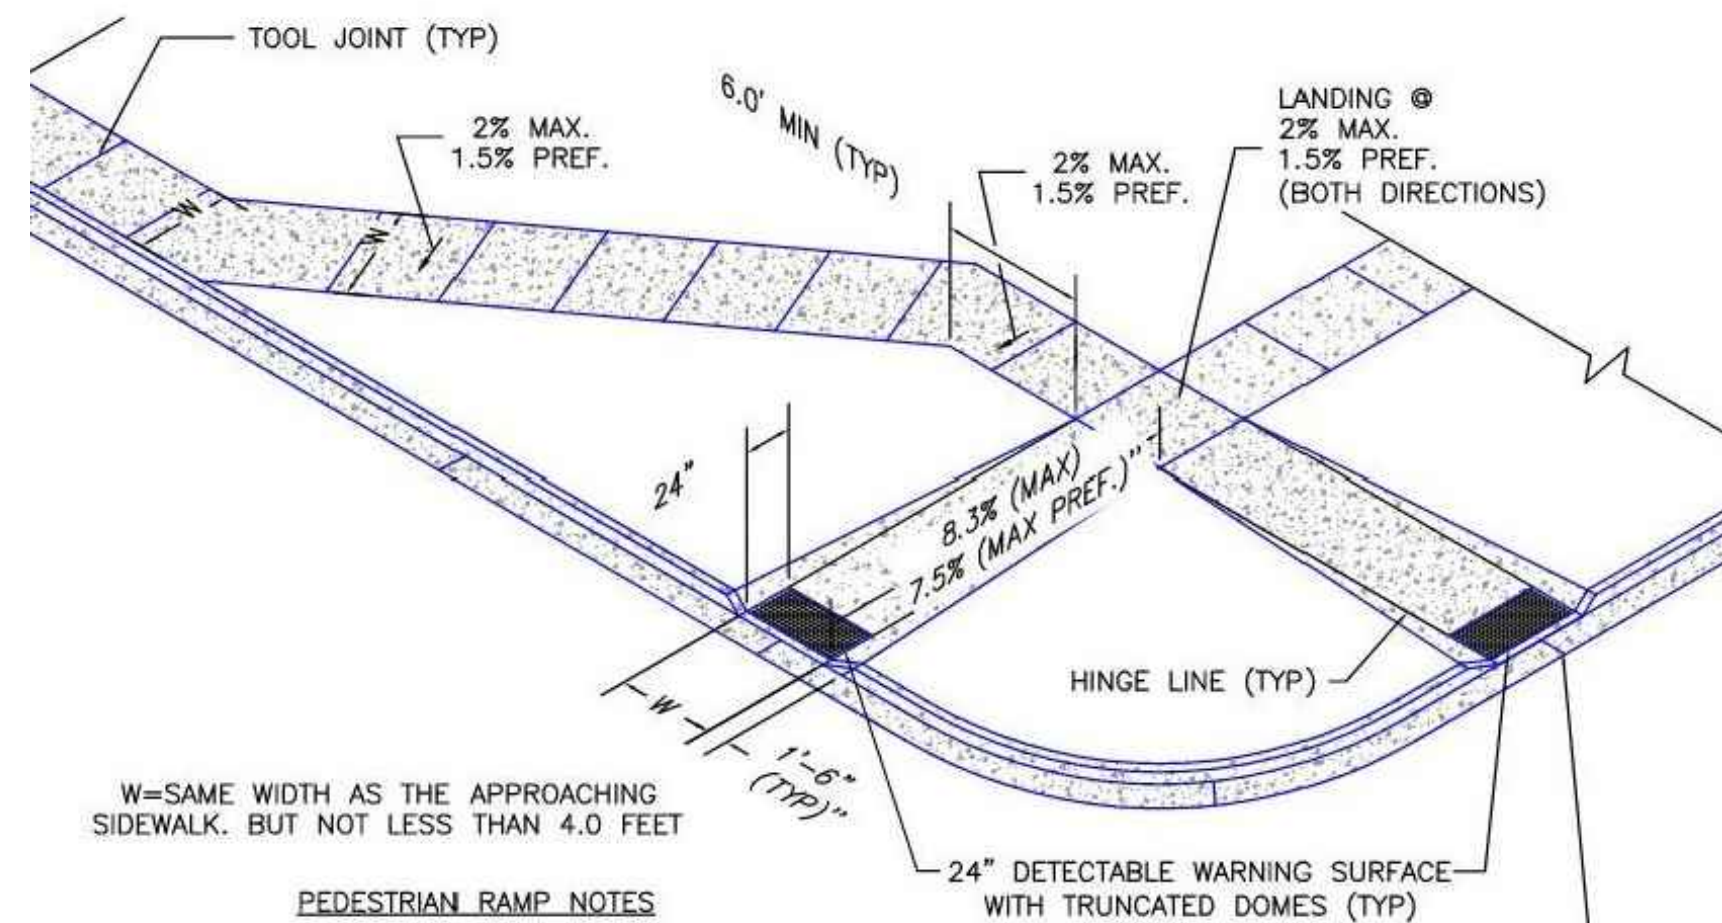 TOOL JOINT (TYP)
2% MAX.
1.5% PREF.
6.0' MIN (TYP)
2% MAX.
1.5% PREF.
LANDING @
2% MAX.
1.5% PREF.
(BOTH DIRECTIONS)
W
W
24"
8.3% (MAX)
7.5% (MAX PREF.)"
HINGE LINE (TYP)
W
1'-6"
(TYP)"
W=SAME WIDTH AS THE APPROACHING
SIDEWALK. BUT NOT LESS THAN 4.0 FEET
24" DETECTABLE WARNING SURFACE
WITH TRUNCATED DOMES (TYP)
PEDESTRIAN RAMP NOTES